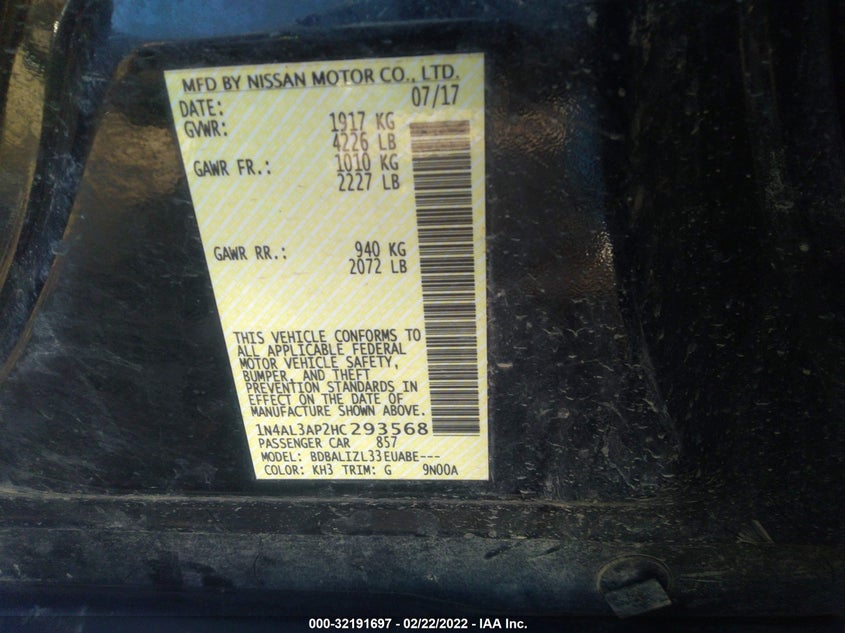 MFD BY NISSAN MOTOR CO., LTD.
DATE: 07/17
GVWR: 1917 KG
4226 LB
GAWR FR.: 1010 KG
2227 LB
GAWR RR.: 940 KG
2072 LB
THIS VEHICLE CONFORMS TO
ALL APPLICABLE FEDERAL
MOTOR VEHICLE SAFETY,
BUMPER, AND THEFT
PREVENTION STANDARDS IN
EFFECT ON THE DATE OF
MANUFACTURE SHOWN ABOVE.
1N4AL3AP2HC293568
PASSENGER CAR 857
MODEL: BDBALIZL33EUABE---
COLOR: KH3 TRIM: G 9N00A
000-32191697 - 02/22/2022 - IAA Inc.